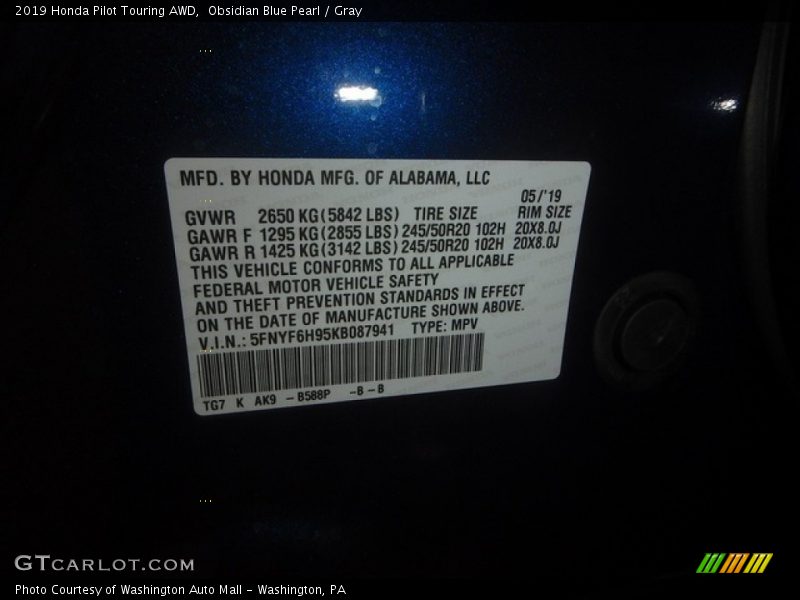 2019 Honda Pilot Touring AWD,  Obsidian Blue Pearl / Gray
MFD. BY HONDA MFG. OF ALABAMA, LLC
05/'19
GVWR 2650 KG(5842 LBS) TIRE SIZE RIM SIZE
GAWR F 1295 KG(2855 LBS) 245/50R20 102H 20X8.0J
GAWR R 1425 KG(3142 LBS) 245/50R20 102H 20X8.0J
THIS VEHICLE CONFORMS TO ALL APPLICABLE
FEDERAL MOTOR VEHICLE SAFETY
AND THEFT PREVENTION STANDARDS IN EFFECT
ON THE DATE OF MANUFACTURE SHOWN ABOVE.
V.I.N.: 5FNYF6H95KB087941 TYPE: MPV
TG7 K AK9 - B588P -B-B
GTCARLOT.COM
Photo Courtesy of Washington Auto Mall - Washington, PA